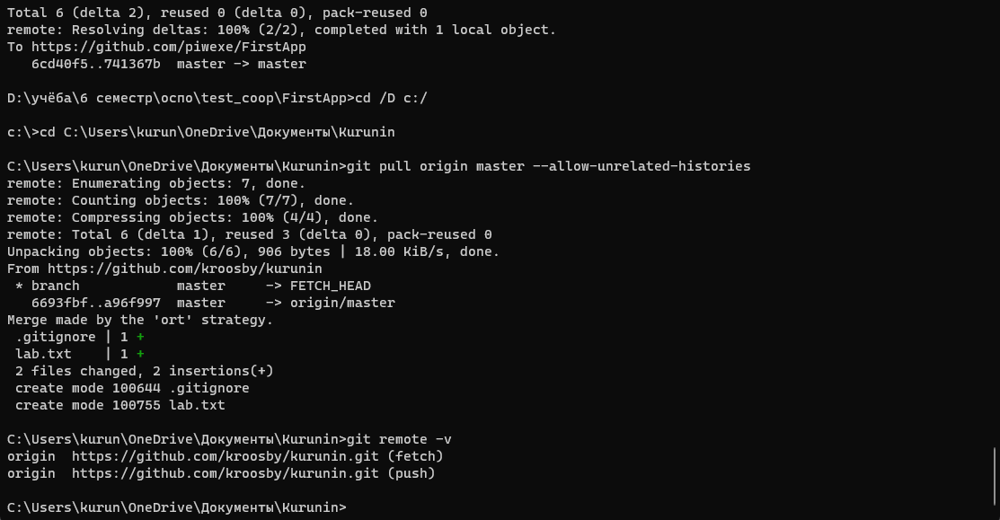 Total 6 (delta 2), reused 0 (delta 0), pack-reused 0
remote: Resolving deltas: 100% (2/2), completed with 1 local object.
To https://github.com/piwexe/FirstApp
   6cd40f5..741367b  master -> master

D:\учёба\6 семестр\оспо\test_coop\FirstApp>cd /D c:/

c:\>cd C:\Users\kurun\OneDrive\Документы\Kurunin

C:\Users\kurun\OneDrive\Документы\Kurunin>git pull origin master --allow-unrelated-histories
remote: Enumerating objects: 7, done.
remote: Counting objects: 100% (7/7), done.
remote: Compressing objects: 100% (4/4), done.
remote: Total 6 (delta 1), reused 3 (delta 0), pack-reused 0
Unpacking objects: 100% (6/6), 906 bytes | 18.00 KiB/s, done.
From https://github.com/kroosby/kurunin
 * branch            master     -> FETCH_HEAD
   6693fbf..a96f997  master     -> origin/master
Merge made by the 'ort' strategy.
 .gitignore | 1 +
 lab.txt    | 1 +
 2 files changed, 2 insertions(+)
 create mode 100644 .gitignore
 create mode 100755 lab.txt

C:\Users\kurun\OneDrive\Документы\Kurunin>git remote -v
origin  https://github.com/kroosby/kurunin.git (fetch)
origin  https://github.com/kroosby/kurunin.git (push)

C:\Users\kurun\OneDrive\Документы\Kurunin>